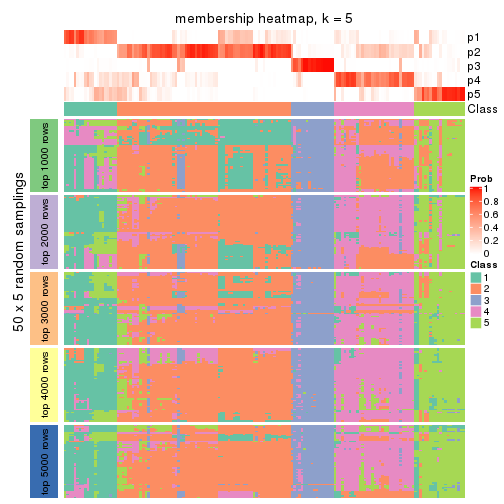 membership heatmap, k = 5
p1
p2
p3
p4
p5
Class
50 x 5 random samplings
top 1000 rows
top 2000 rows
top 3000 rows
top 4000 rows
top 5000 rows
Prob
1
0.8
0.6
0.4
0.2
0
Class
1
2
3
4
5